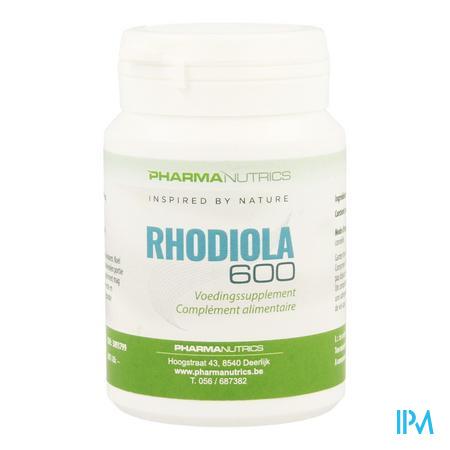 PHARMANUTRICS
INSPIRED BY NATURE
RHODIOLA
600
Voedingssupplement
Complément alimentaire
PHARMANUTRICS
Hoogstraat 43, 8540 Deerlijk
www.pharmanutrics.be
T. 056 / 687382
IPM